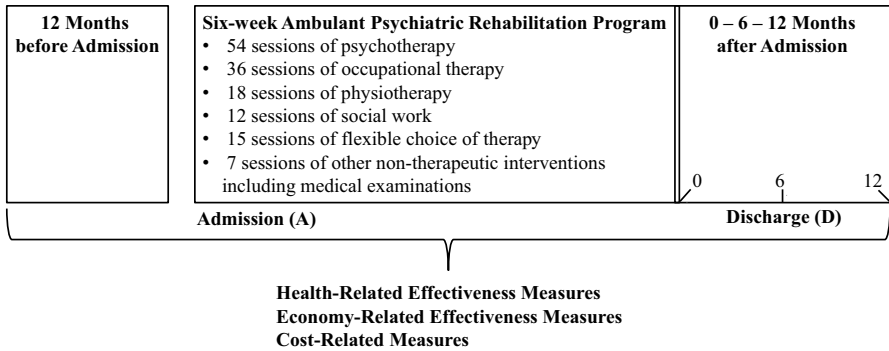 12 Months
before Admission
Six-week Ambulant Psychiatric Rehabilitation Program
• 54 sessions of psychotherapy
• 36 sessions of occupational therapy
• 18 sessions of physiotherapy
• 12 sessions of social work
• 15 sessions of flexible choice of therapy
• 7 sessions of other non-therapeutic interventions
including medical examinations
0 – 6 – 12 Months
after Admission
0 6 12
Admission (A)
Discharge (D)
Health-Related Effectiveness Measures
Economy-Related Effectiveness Measures
Cost-Related Measures